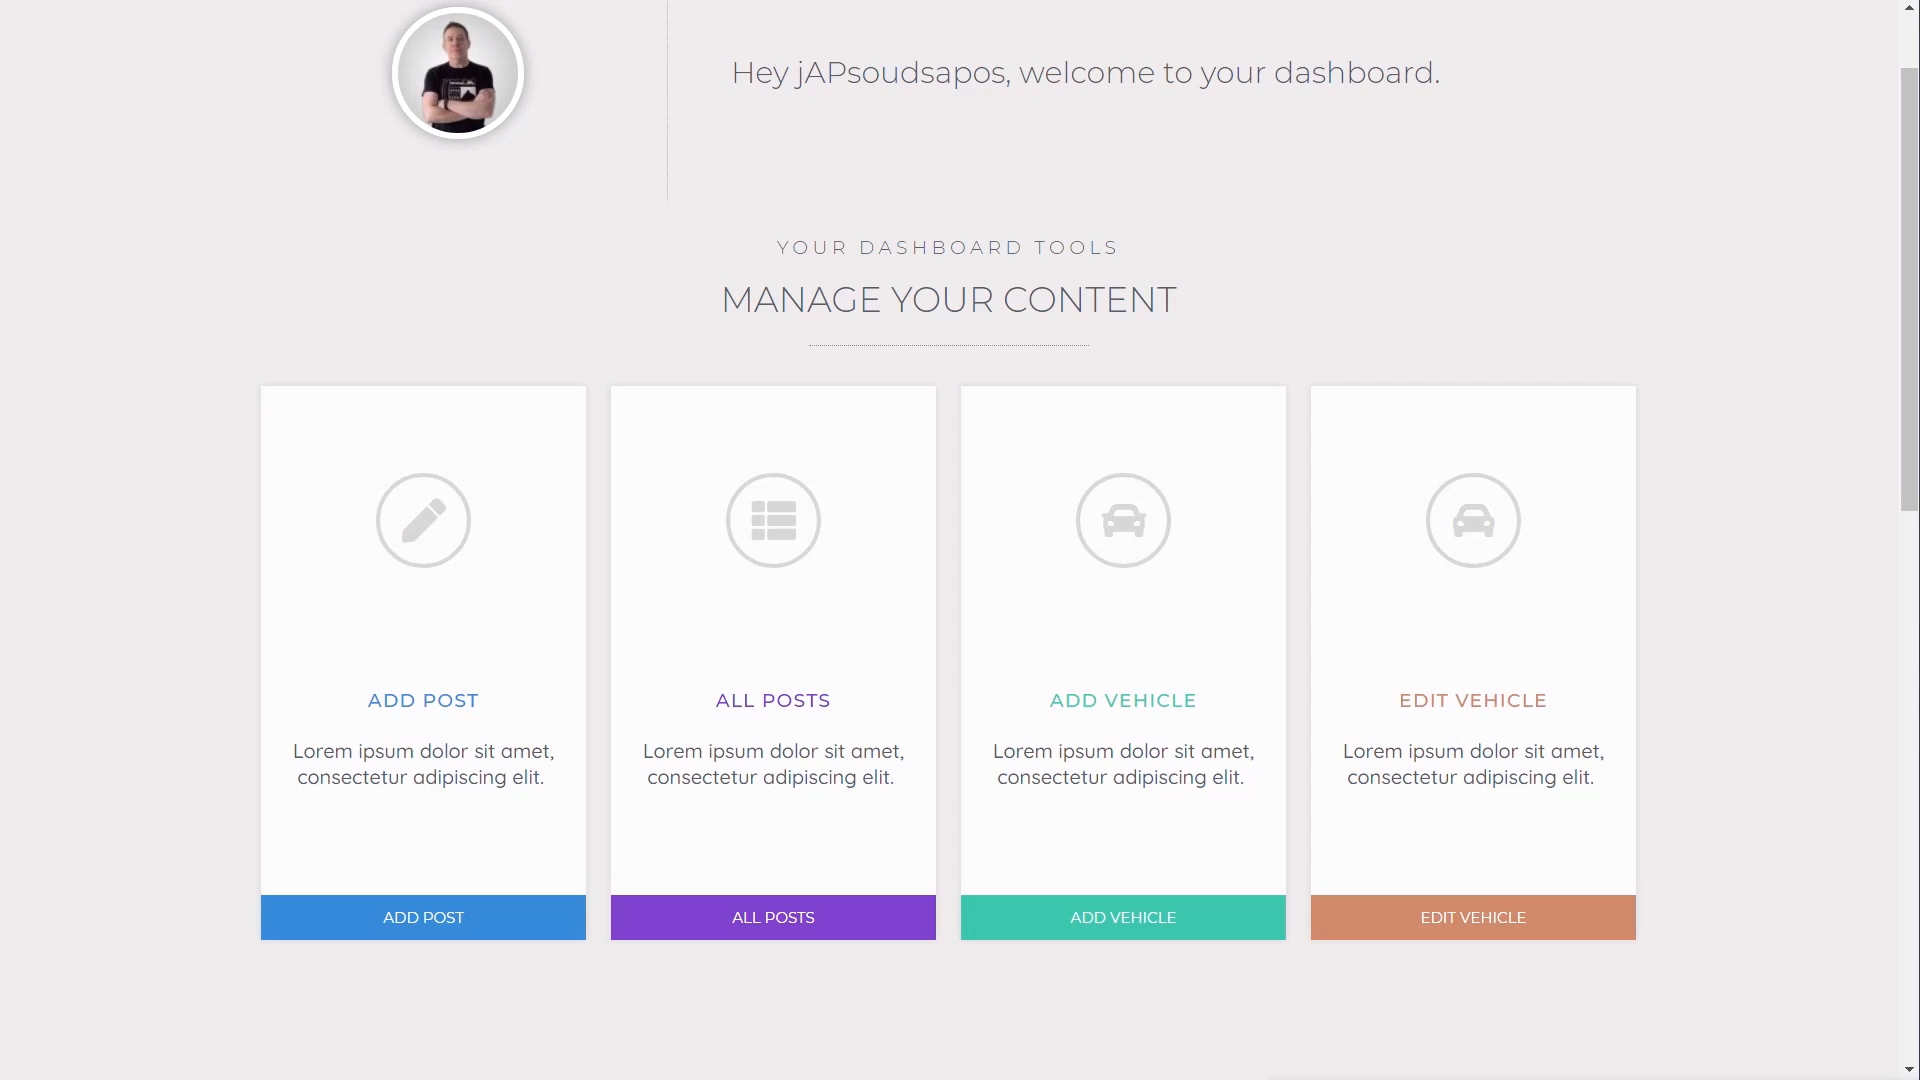 Hey jAPsoudsapos, welcome to your dashboard.
YOUR DASHBOARD TOOLS
MANAGE YOUR CONTENT
ADD POST
Lorem ipsum dolor sit amet,
consectetur adipiscing elit.
ADD POST
ALL POSTS
Lorem ipsum dolor sit amet,
consectetur adipiscing elit.
ALL POSTS
ADD VEHICLE
Lorem ipsum dolor sit amet,
consectetur adipiscing elit.
ADD VEHICLE
EDIT VEHICLE
Lorem ipsum dolor sit amet,
consectetur adipiscing elit.
EDIT VEHICLE